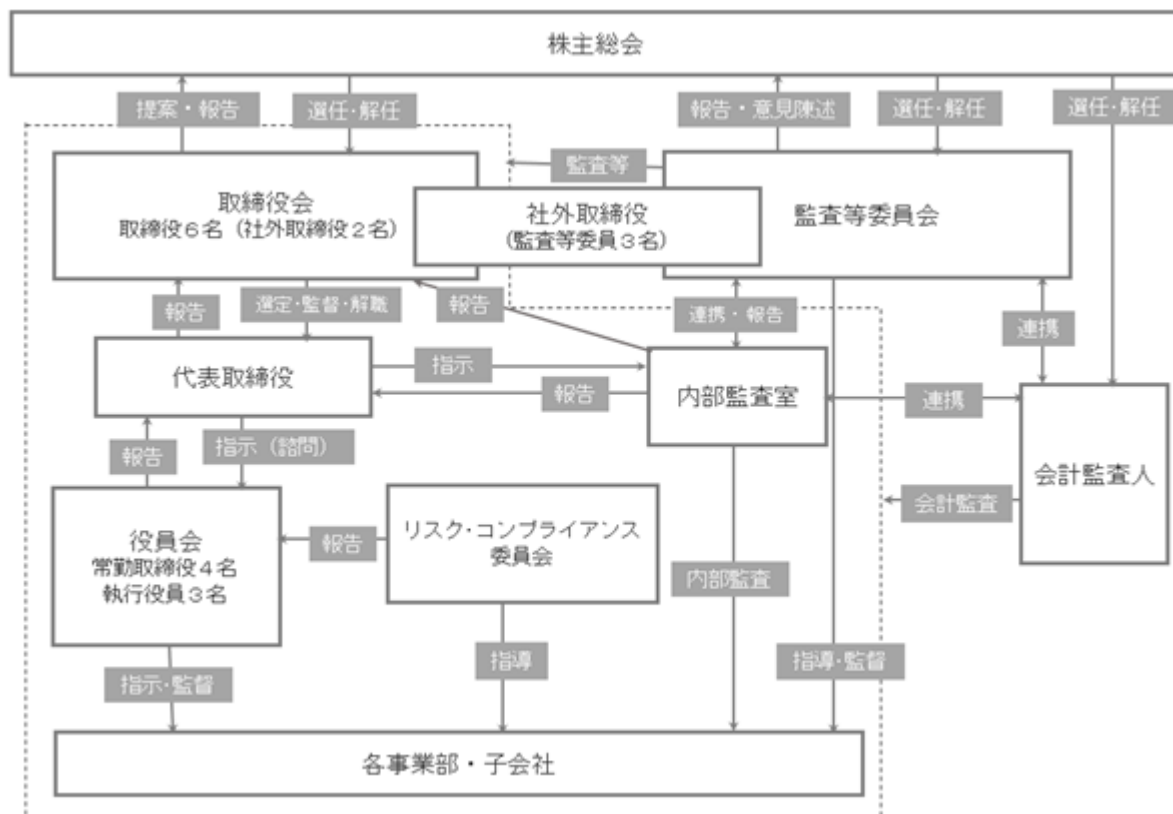 株主総会
提案・報告
選任・解任
報告・意見陳述
選任・解任
選任・解任
監査等
取締役会
取締役6名（社外取締役2名）
社外取締役
（監査等委員3名）
監査等委員会
報告
選定・監督・解職
報告
連携・報告
連携
代表取締役
指示
報告
内部監査室
連携
報告
指示（諮問）
会計監査人
会計監査
役員会
常勤取締役4名
執行役員3名
報告
リスク・コンプライアンス
委員会
内部監査
指示・監督
指導
指導・監督
各事業部・子会社